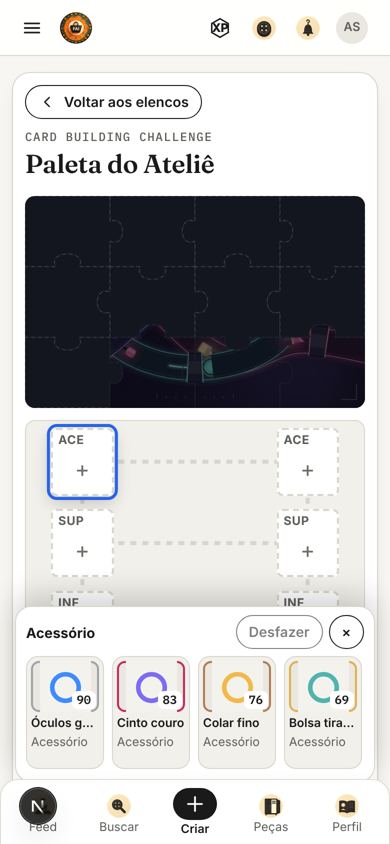 XP
AS
Voltar aos elencos
CARD BUILDING CHALLENGE
Paleta do Ateliê
ACE
ACE
+
+
SUP
SUP
+
+
INF
INF
Acessório
Desfazer
×
90
83
76
69
Óculos g...
Cinto couro
Colar fino
Bolsa tira...
Acessório
Acessório
Acessório
Acessório
N
Feed
Buscar
Criar
Peças
Perfil